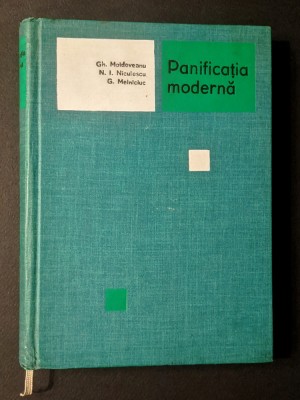 Gh. Moldoveanu
N. I. Niculescu
G. Melniciuc
Panificația
modernă